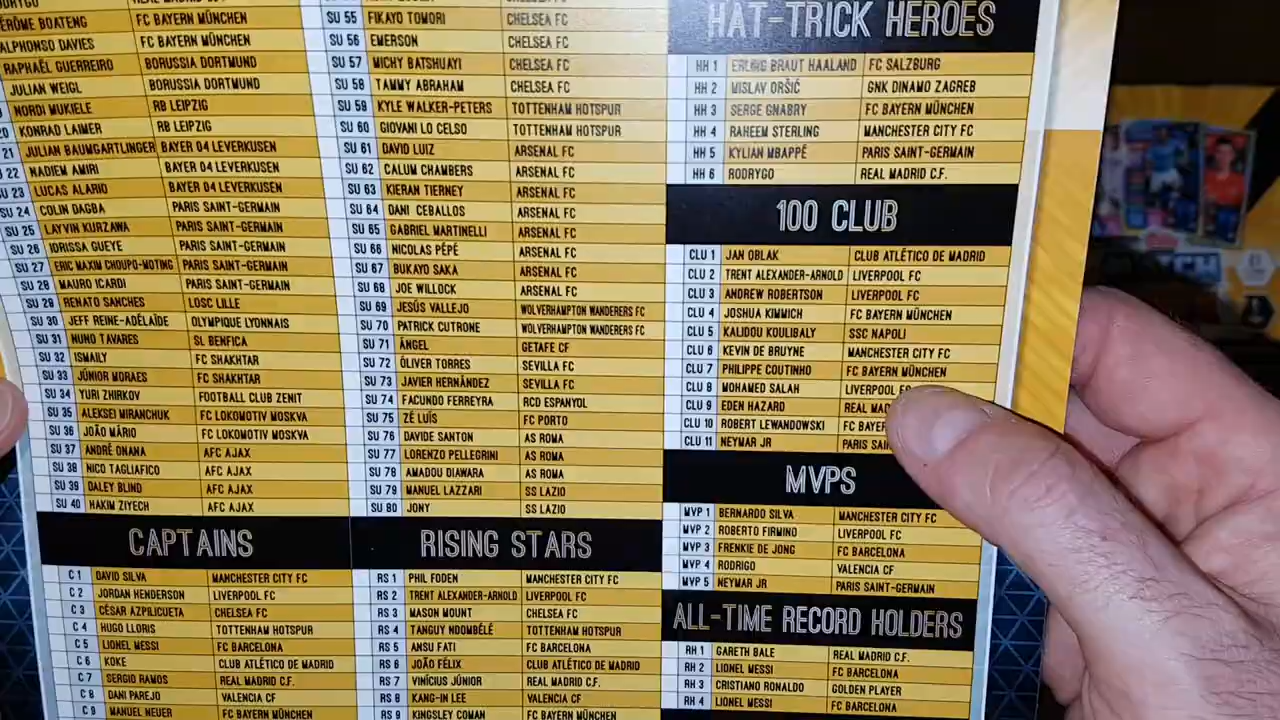 JÉRÔME BOATENG FC BAYERN MÜNCHEN
ALPHONSO DAVIES FC BAYERN MÜNCHEN
RAPHAËL GUERREIRO BORUSSIA DORTMUND
JULIAN WEIGL BORUSSIA DORTMUND
NORDI MUKIELE RB LEIPZIG
20 KONRAD LAIMER RB LEIPZIG
21 JULIAN BAUMGARTLINGER BAYER 04 LEVERKUSEN
22 NADIEM AMIRI BAYER 04 LEVERKUSEN
SU 23 LUCAS ALARIO BAYER 04 LEVERKUSEN
SU 24 COLIN DAGBA PARIS SAINT-GERMAIN
SU 25 LAYVIN KURZAWA PARIS SAINT-GERMAIN
SU 26 IDRISSA GUEYE PARIS SAINT-GERMAIN
SU 27 ERIC MAXIM CHOUPO-MOTING PARIS SAINT-GERMAIN
SU 28 MAURO ICARDI PARIS SAINT-GERMAIN
SU 29 RENATO SANCHES LOSC LILLE
SU 30 JEFF REINE-ADÉLAÏDE OLYMPIQUE LYONNAIS
SU 31 NUNO TAVARES SL BENFICA
SU 32 ISMAILY FC SHAKHTAR
SU 33 JÚNIOR MORAES FC SHAKHTAR
SU 34 YURI ZHIRKOV FOOTBALL CLUB ZENIT
SU 35 ALEKSEI MIRANCHUK FC LOKOMOTIV MOSKVA
SU 36 JOÃO MÁRIO FC LOKOMOTIV MOSKVA
SU 37 ANDRÉ ONANA AFC AJAX
SU 38 NICO TAGLIAFICO AFC AJAX
SU 39 DALEY BLIND AFC AJAX
SU 40 HAKIM ZIYECH AFC AJAX
CAPTAINS
C 1 DAVID SILVA MANCHESTER CITY FC
C 2 JORDAN HENDERSON LIVERPOOL FC
C 3 CÉSAR AZPILICUETA CHELSEA FC
C 4 HUGO LLORIS TOTTENHAM HOTSPUR
C 5 LIONEL MESSI FC BARCELONA
C 6 KOKE CLUB ATLÉTICO DE MADRID
C 7 SERGIO RAMOS REAL MADRID C.F.
C 8 DANI PAREJO VALENCIA CF
C 9 MANUEL NEUER FC BAYERN MÜNCHEN
SU 55 FIKAYO TOMORI CHELSEA FC
SU 56 EMERSON CHELSEA FC
SU 57 MICHY BATSHUAYI CHELSEA FC
SU 58 TAMMY ABRAHAM CHELSEA FC
SU 59 KYLE WALKER-PETERS TOTTENHAM HOTSPUR
SU 60 GIOVANI LO CELSO TOTTENHAM HOTSPUR
SU 61 DAVID LUIZ ARSENAL FC
SU 62 CALUM CHAMBERS ARSENAL FC
SU 63 KIERAN TIERNEY ARSENAL FC
SU 64 DANI CEBALLOS ARSENAL FC
SU 65 GABRIEL MARTINELLI ARSENAL FC
SU 66 NICOLAS PÉPÉ ARSENAL FC
SU 67 BUKAYO SAKA ARSENAL FC
SU 68 JOE WILLOCK ARSENAL FC
SU 69 JESÚS VALLEJO WOLVERHAMPTON WANDERERS FC
SU 70 PATRICK CUTRONE WOLVERHAMPTON WANDERERS FC
SU 71 ÁNGEL GETAFE CF
SU 72 ÓLIVER TORRES SEVILLA FC
SU 73 JAVIER HERNÁNDEZ SEVILLA FC
SU 74 FACUNDO FERREYRA RCD ESPANYOL
SU 75 ZÉ LUÍS FC PORTO
SU 76 DAVIDE SANTON AS ROMA
SU 77 LORENZO PELLEGRINI AS ROMA
SU 78 AMADOU DIAWARA AS ROMA
SU 79 MANUEL LAZZARI SS LAZIO
SU 80 JONY SS LAZIO
RISING STARS
RS 1 PHIL FODEN MANCHESTER CITY FC
RS 2 TRENT ALEXANDER-ARNOLD LIVERPOOL FC
RS 3 MASON MOUNT CHELSEA FC
RS 4 TANGUY NDOMBÉLÉ TOTTENHAM HOTSPUR
RS 5 ANSU FATI FC BARCELONA
RS 6 JOÃO FÉLIX CLUB ATLÉTICO DE MADRID
RS 7 VINÍCIUS JÚNIOR REAL MADRID C.F.
RS 8 KANG-IN LEE VALENCIA CF
RS 9 KINGSLEY COMAN FC BAYERN MÜNCHEN
HAT-TRICK HEROES
HH 1 ERLING BRAUT HAALAND FC SALZBURG
HH 2 MISLAV ORŠIĆ GNK DINAMO ZAGREB
HH 3 SERGE GNABRY FC BAYERN MÜNCHEN
HH 4 RAHEEM STERLING MANCHESTER CITY FC
HH 5 KYLIAN MBAPPÉ PARIS SAINT-GERMAIN
HH 6 RODRYGO REAL MADRID C.F.
100 CLUB
CLU 1 JAN OBLAK CLUB ATLÉTICO DE MADRID
CLU 2 TRENT ALEXANDER-ARNOLD LIVERPOOL FC
CLU 3 ANDREW ROBERTSON LIVERPOOL FC
CLU 4 JOSHUA KIMMICH FC BAYERN MÜNCHEN
CLU 5 KALIDOU KOULIBALY SSC NAPOLI
CLU 6 KEVIN DE BRUYNE MANCHESTER CITY FC
CLU 7 PHILIPPE COUTINHO FC BAYERN MÜNCHEN
CLU 8 MOHAMED SALAH LIVERPOOL FC
CLU 9 EDEN HAZARD REAL
CLU 10 ROBERT LEWANDOWSKI FC
CLU 11 NEYMAR JR PARIS
MVPS
MVP 1 BERNARDO SILVA MANCHESTER CITY FC
MVP 2 ROBERTO FIRMINO LIVERPOOL FC
MVP 3 FRENKIE DE JONG FC BARCELONA
MVP 4 RODRIGO VALENCIA CF
MVP 5 NEYMAR JR PARIS SAINT-GERMAIN
ALL-TIME RECORD HOLDERS
RH 1 GARETH BALE REAL MADRID C.F.
RH 2 LIONEL MESSI FC BARCELONA
RH 3 CRISTIANO RONALDO GOLDEN PLAYER
RH 4 LIONEL MESSI FC BARCELONA